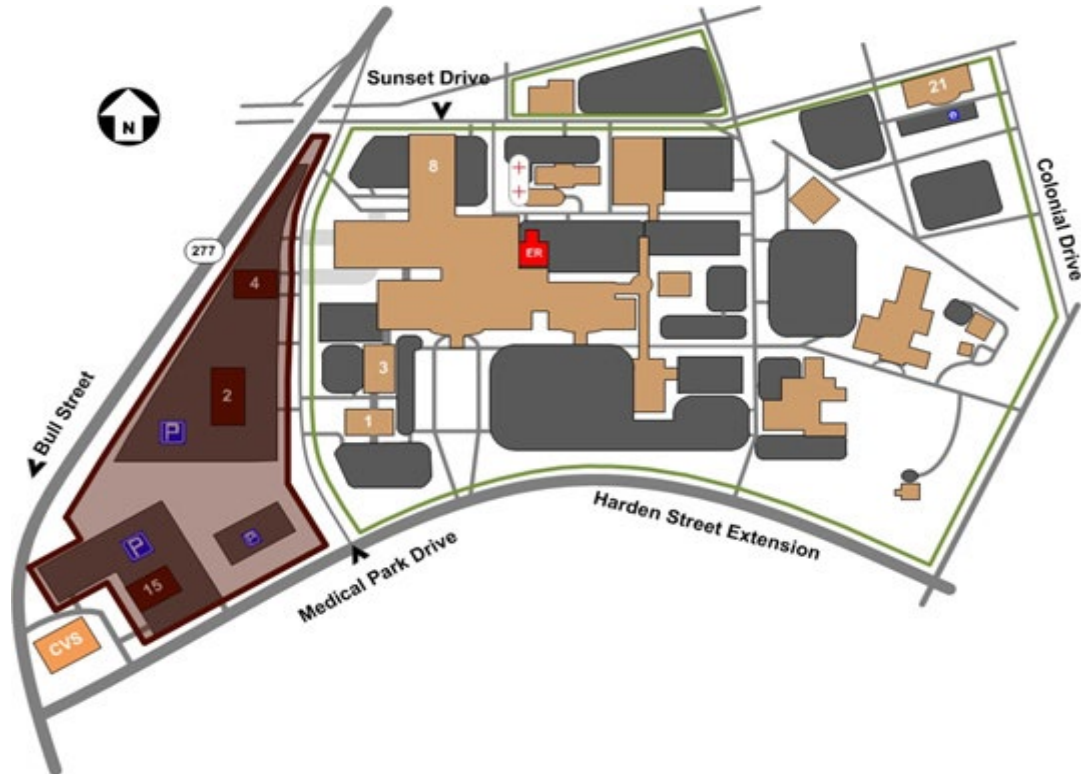 Sunset Drive
N
21
8
Colonial Drive
277
ER
4
3
2
Bull Street
1
P
P
P
Harden Street Extension
Medical Park Drive
15
CVS